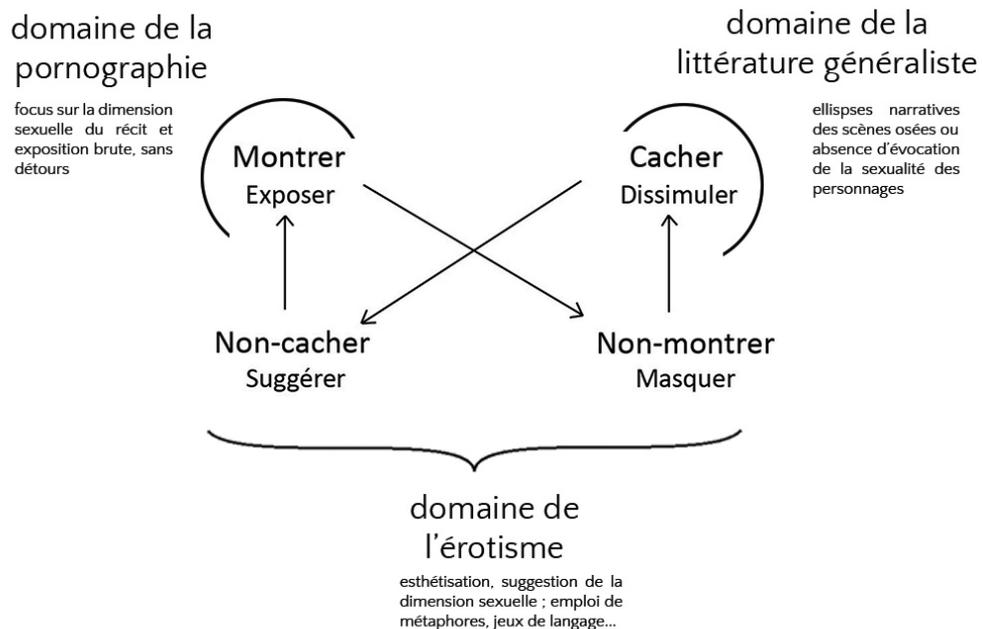 domaine de la
pornographie
focus sur la dimension
sexuelle du récit et
exposition brute, sans
détours
domaine de la
littérature généraliste
ellispses narratives
des scènes osées ou
absence d'évocation
de la sexualité des
personnages
Montrer
Exposer
Cacher
Dissimuler
Non-cacher
Suggérer
Non-montrer
Masquer
domaine de
l'érotisme
esthétisation, suggestion de la
dimension sexuelle ; emploi de
métaphores, jeux de langage...